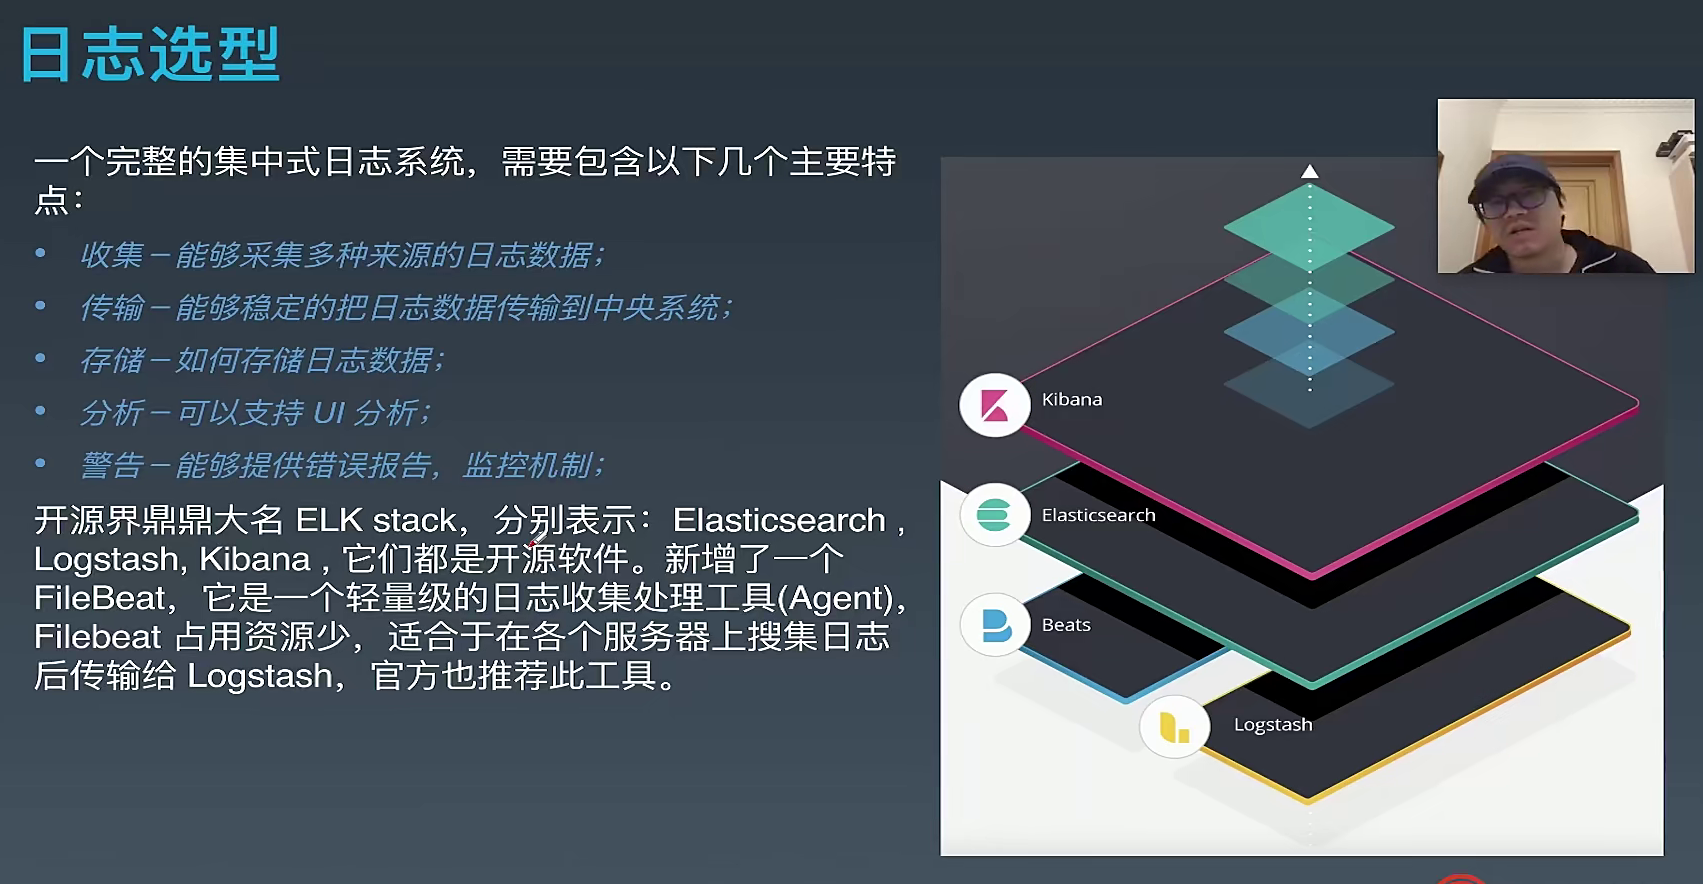 日志选型
一个完整的集中式日志系统，需要包含以下几个主要特
点：
• 收集－能够采集多种来源的日志数据；
• 传输－能够稳定的把日志数据传输到中央系统；
• 存储－如何存储日志数据；
• 分析－可以支持 UI 分析；
• 警告－能够提供错误报告，监控机制；
开源界鼎鼎大名 ELK stack，分别表示：Elasticsearch ,
Logstash, Kibana , 它们都是开源软件。新增了一个
FileBeat，它是一个轻量级的日志收集处理工具(Agent)，
Filebeat 占用资源少，适合于在各个服务器上搜集日志
后传输给 Logstash，官方也推荐此工具。
Kibana
Elasticsearch
Beats
Logstash